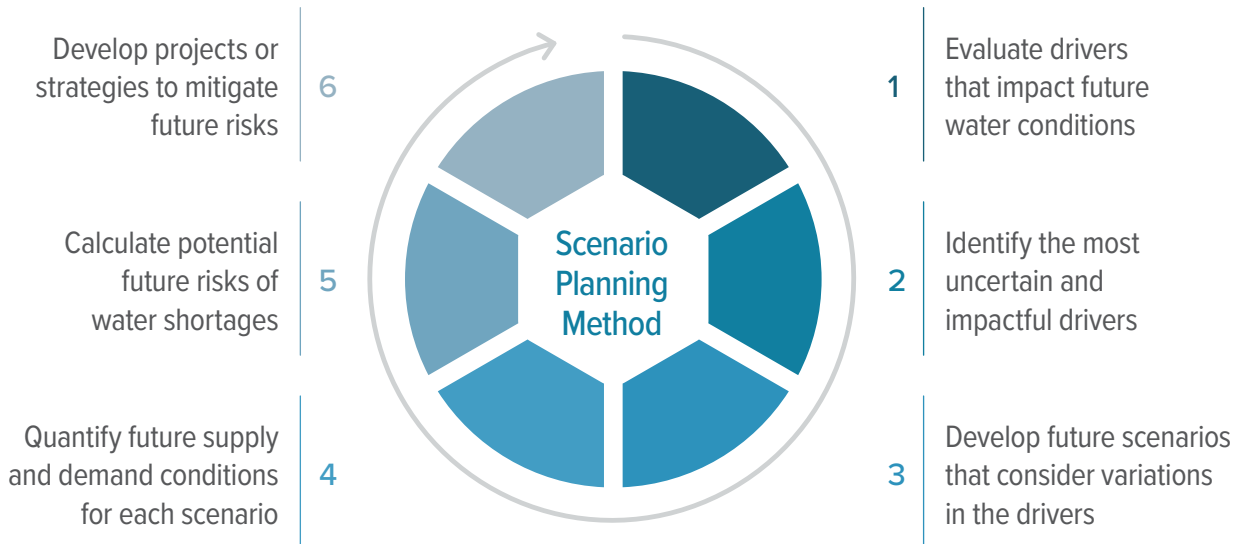 Scenario
Planning
Method
1
Evaluate drivers
that impact future
water conditions
2
Identify the most
uncertain and
impactful drivers
3
Develop future scenarios
that consider variations
in the drivers
4
Quantify future supply
and demand conditions
for each scenario
5
Calculate potential
future risks of
water shortages
6
Develop projects or
strategies to mitigate
future risks